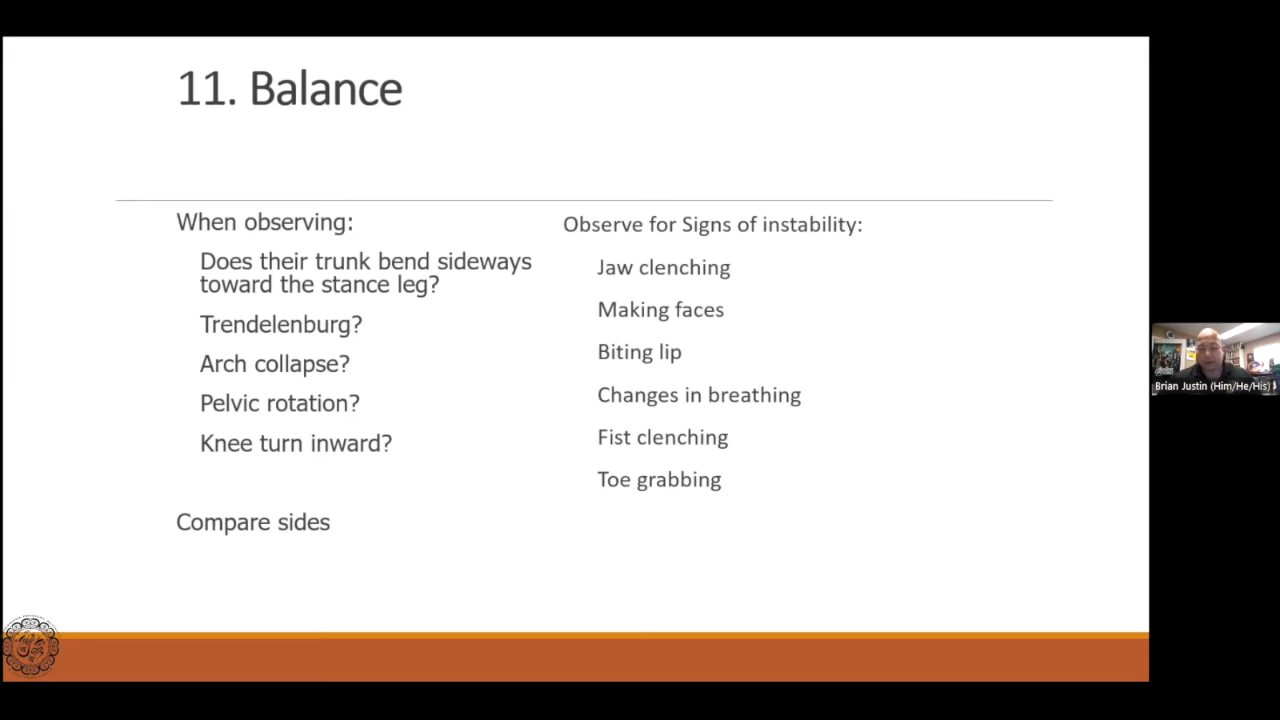 11. Balance
When observing:
Does their trunk bend sideways
toward the stance leg?
Trendelenburg?
Arch collapse?
Pelvic rotation?
Knee turn inward?
Compare sides
Observe for Signs of instability:
Jaw clenching
Making faces
Biting lip
Changes in breathing
Fist clenching
Toe grabbing
Brian Justin (Him/He/His)